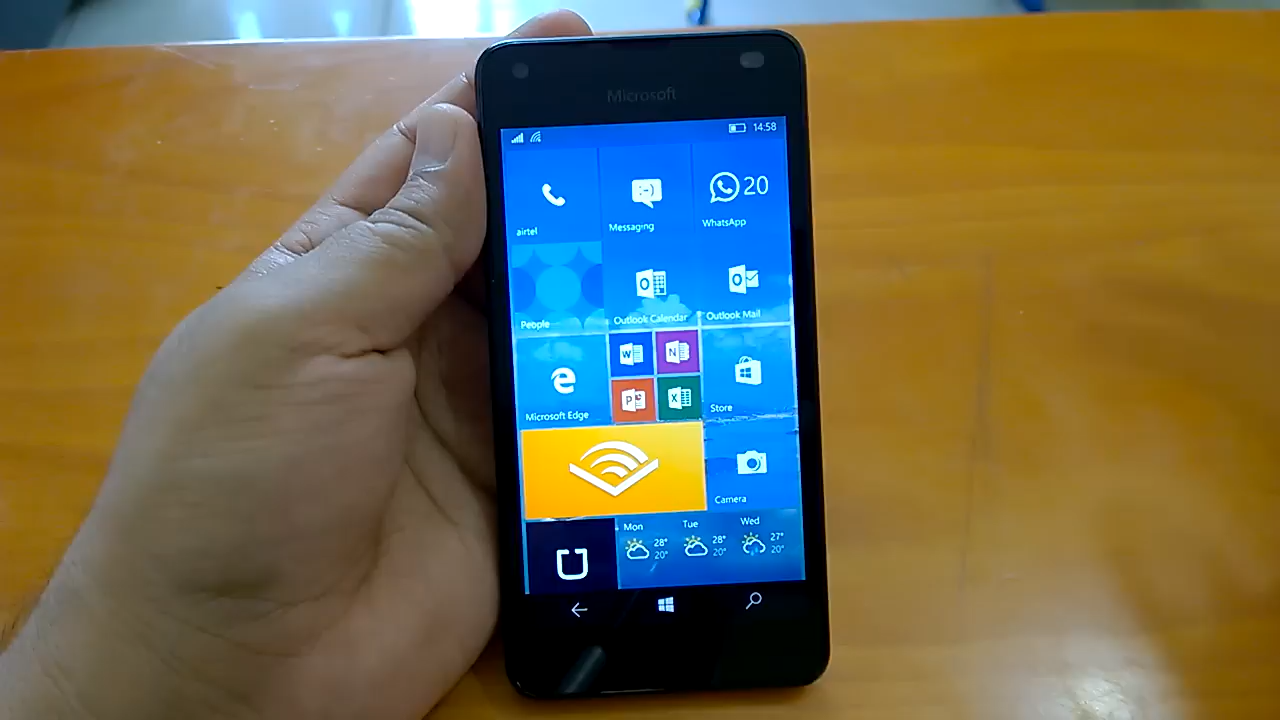 Microsoft
14:58
20
airtel
Messaging
WhatsApp
People
Outlook Calendar
Outlook Mail
Microsoft Edge
W
N
P
X
Store
Camera
Mon Tue Wed
28° 28° 27°
20° 20° 20°